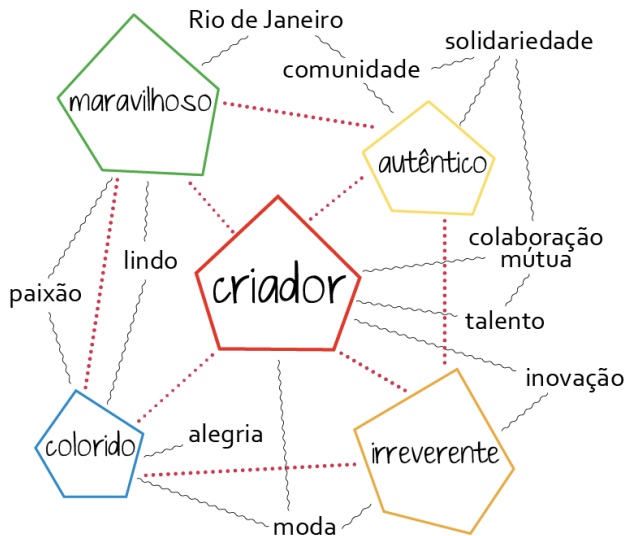 Rio de Janeiro
solidariedade
comunidade
maravilhoso
autêntico
colaboração
mútua
lindo
criador
paixão
talento
inovação
alegria
colorido
irreverente
moda